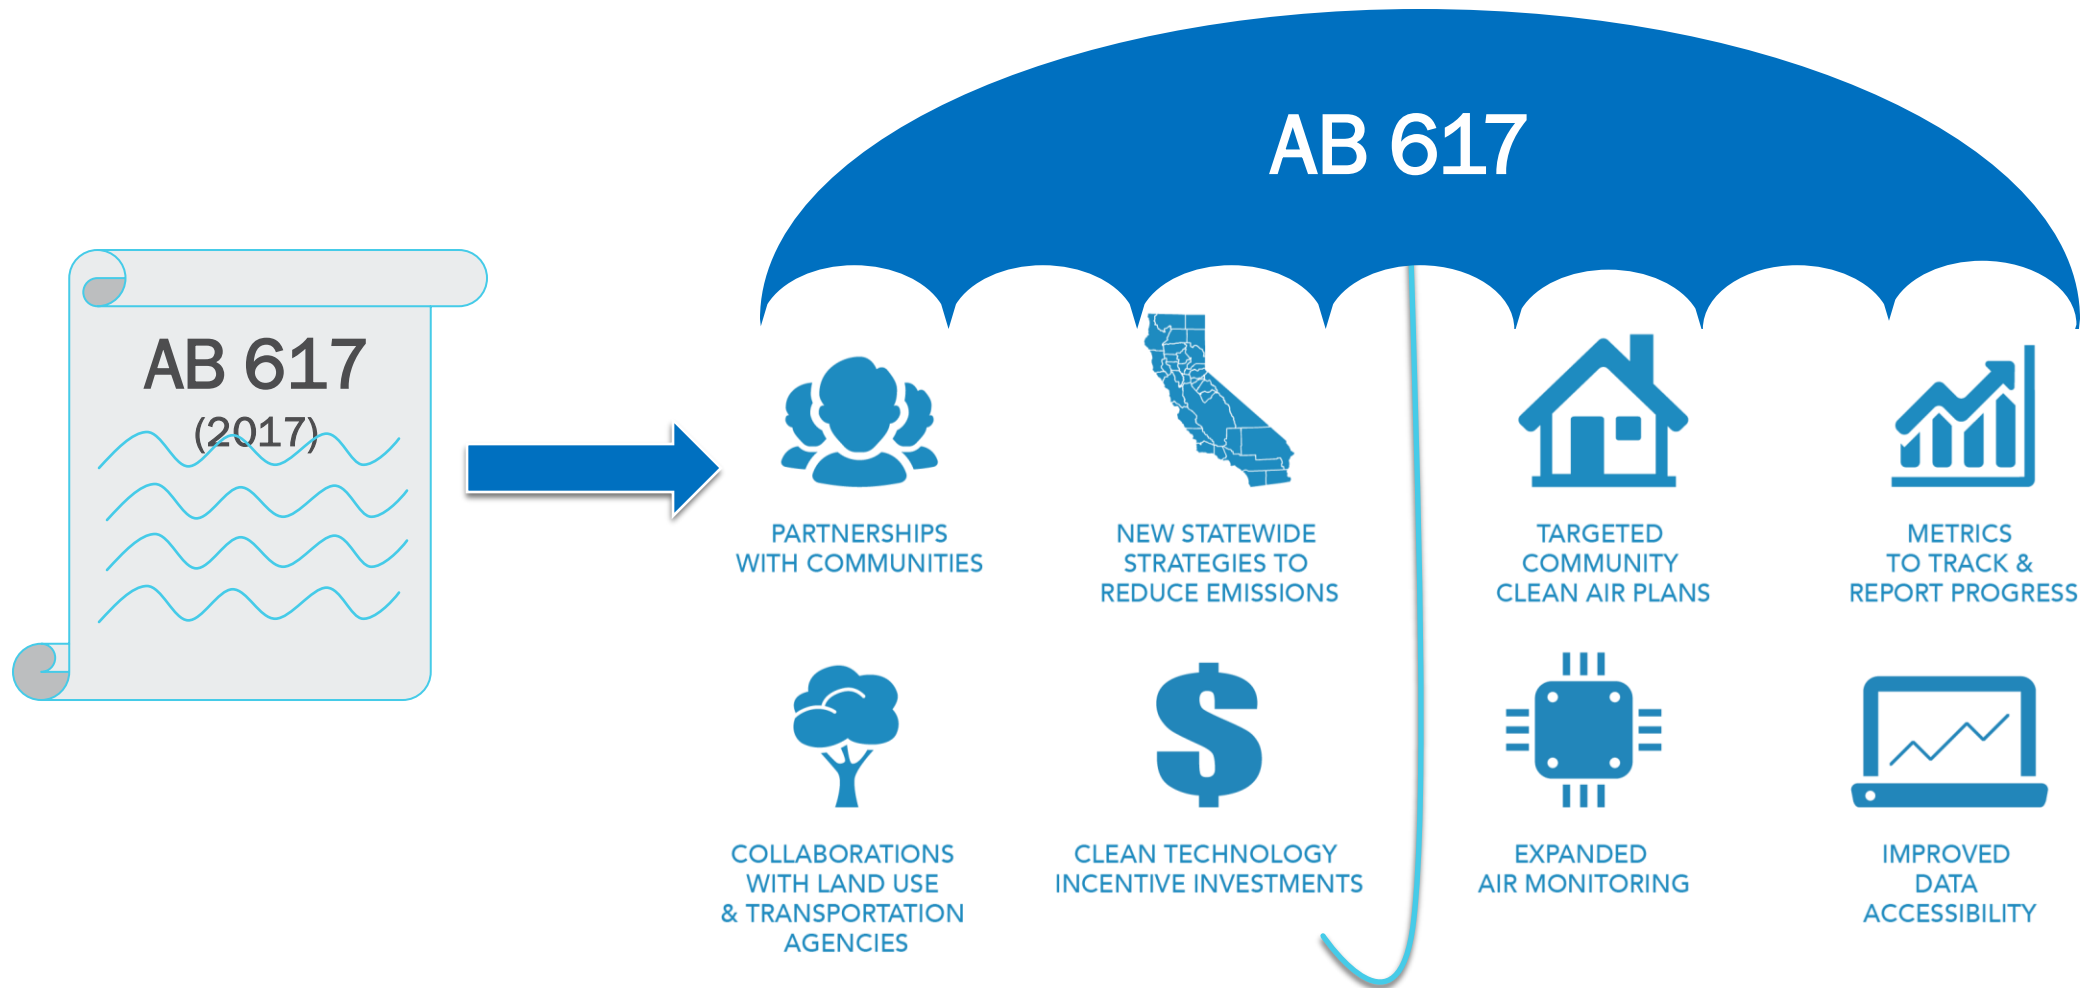 AB 617
AB 617
(2017)
PARTNERSHIPS
WITH COMMUNITIES
NEW STATEWIDE
STRATEGIES TO
REDUCE EMISSIONS
TARGETED
COMMUNITY
CLEAN AIR PLANS
METRICS
TO TRACK &
REPORT PROGRESS
COLLABORATIONS
WITH LAND USE
& TRANSPORTATION
AGENCIES
CLEAN TECHNOLOGY
INCENTIVE INVESTMENTS
EXPANDED
AIR MONITORING
IMPROVED
DATA
ACCESSIBILITY